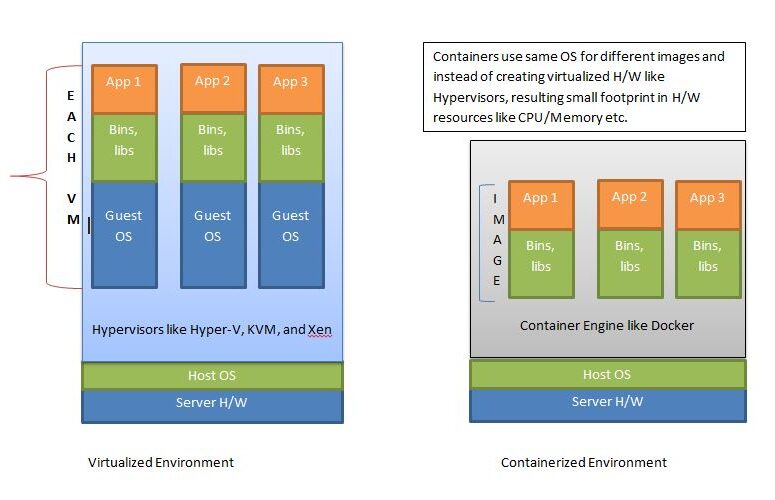 Containers use same OS for different images and
instead of creating virtualized H/W like
Hypervisors, resulting small footprint in H/W
resources like CPU/Memory etc.
EACH VM
App 1
App 2
App 3
Bins,
libs
Bins,
libs
Bins,
libs
Guest
OS
Guest
OS
Guest
OS
Hypervisors like Hyper-V, KVM, and Xen
Host OS
Server H/W
Virtualized Environment
IMAGE
App 1
App 2
App 3
Bins,
libs
Bins,
libs
Bins,
libs
Container Engine like Docker
Host OS
Server H/W
Containerized Environment